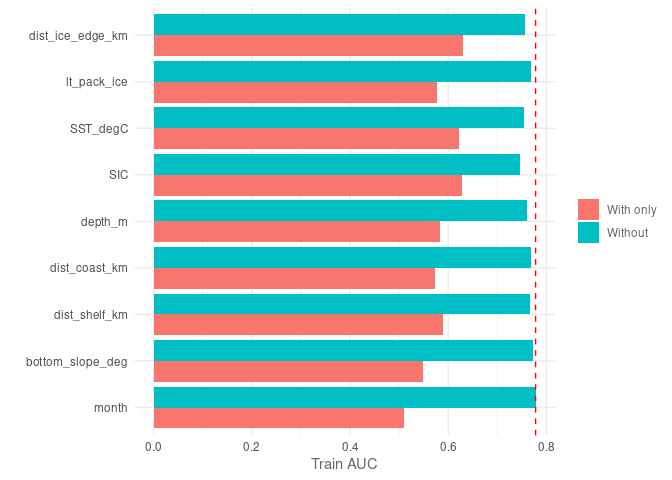 dist_ice_edge_km
lt_pack_ice
SST_degC
SIC
depth_m
dist_coast_km
dist_shelf_km
bottom_slope_deg
month
0.0 0.2 0.4 0.6 0.8
Train AUC
With only
Without